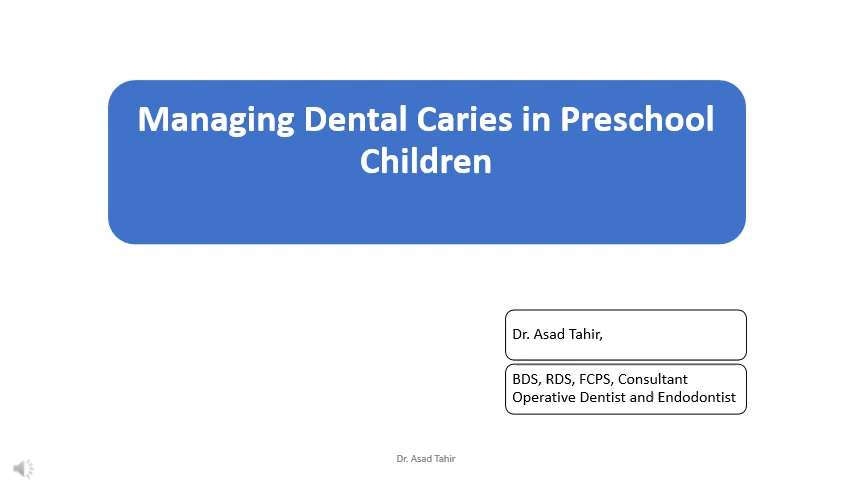 Managing Dental Caries in Preschool
Children
Dr. Asad Tahir,
BDS, RDS, FCPS, Consultant
Operative Dentist and Endodontist
Dr. Asad Tahir